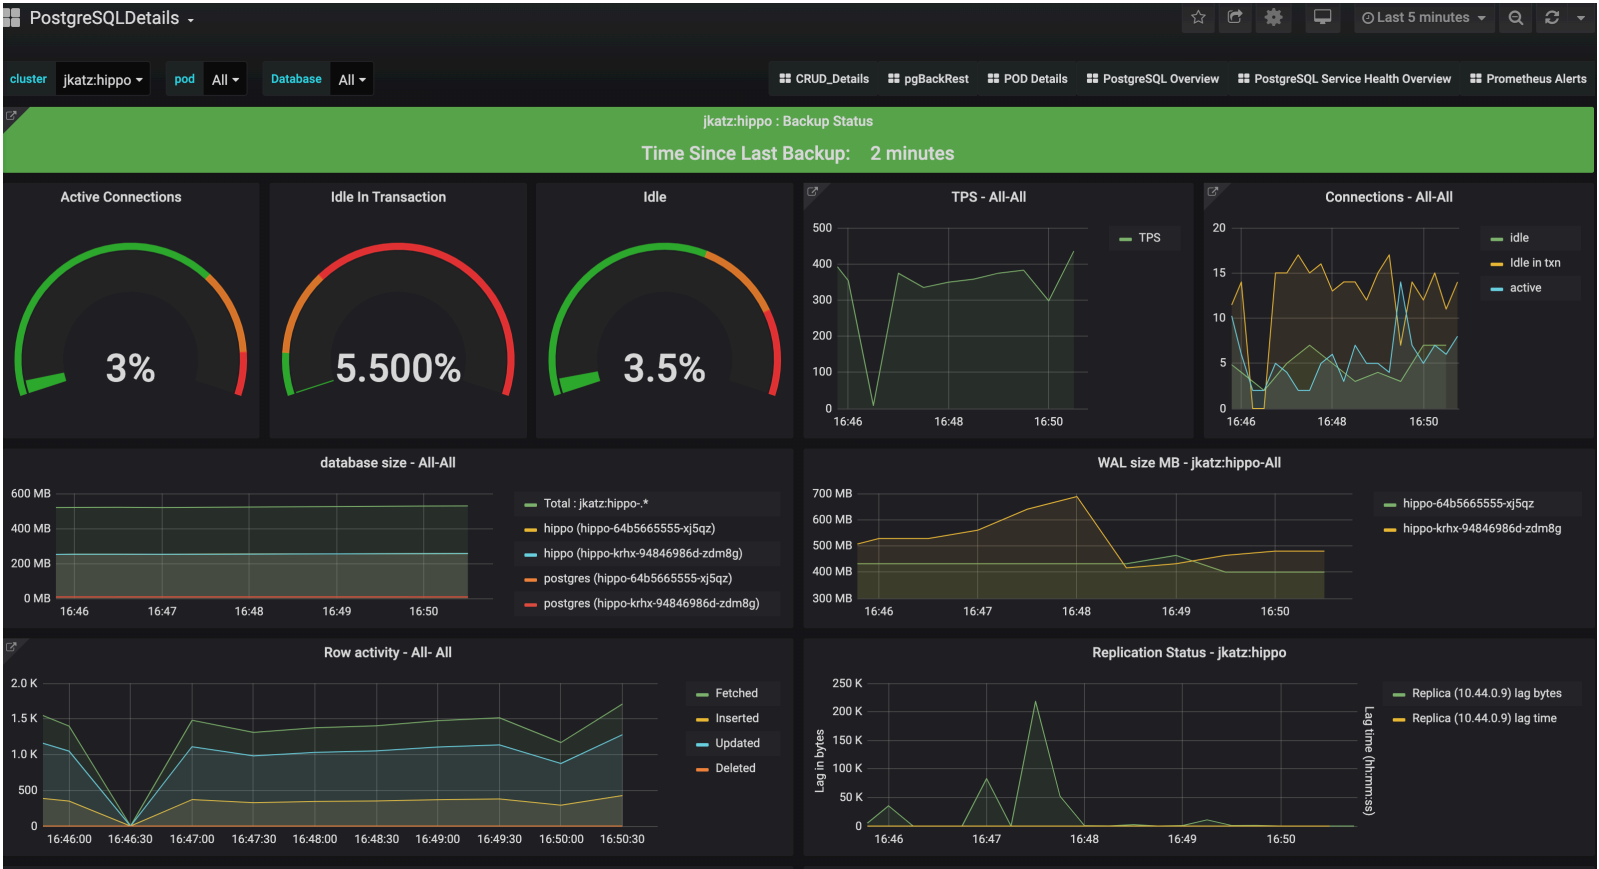 PostgreSQLDetails
Last 5 minutes
cluster jkatz:hippo pod All Database All
CRUD_Details pgBackRest POD Details PostgreSQL Overview PostgreSQL Service Health Overview Prometheus Alerts
jkatz:hippo : Backup Status
Time Since Last Backup: 2 minutes
Active Connections
3%
Idle In Transaction
5.500%
Idle
3.5%
TPS - All-All
500
400
300
200
100
0
16:46 16:48 16:50
TPS
Connections - All-All
20
15
10
5
0
16:46 16:48 16:50
idle
Idle in txn
active
database size - All-All
600 MB
400 MB
200 MB
0 MB
16:46 16:47 16:48 16:49 16:50
Total : jkatz:hippo-.*
hippo (hippo-64b5665555-xj5qz)
hippo (hippo-krhx-94846986d-zdm8g)
postgres (hippo-64b5665555-xj5qz)
postgres (hippo-krhx-94846986d-zdm8g)
WAL size MB - jkatz:hippo-All
700 MB
600 MB
500 MB
400 MB
300 MB
16:46 16:47 16:48 16:49 16:50
hippo-64b5665555-xj5qz
hippo-krhx-94846986d-zdm8g
Row activity - All- All
2.0 K
1.5 K
1.0 K
500
0
16:46:00 16:46:30 16:47:00 16:47:30 16:48:00 16:48:30 16:49:00 16:49:30 16:50:00 16:50:30
Fetched
Inserted
Updated
Deleted
Replication Status - jkatz:hippo
Lag in bytes
250 K
200 K
150 K
100 K
50 K
0
16:46 16:47 16:48 16:49 16:50
Lag time (hh:mm:ss)
Replica (10.44.0.9) lag bytes
Replica (10.44.0.9) lag time